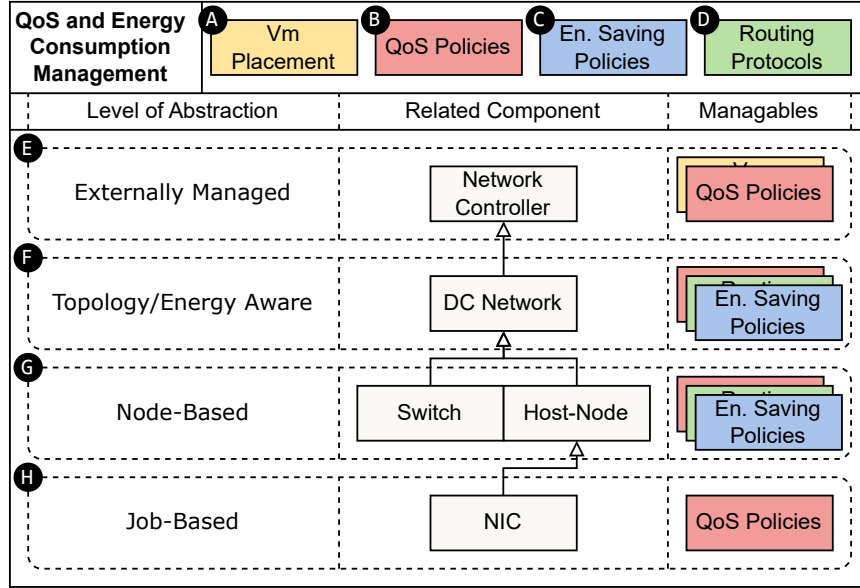 QoS and Energy
Consumption
Management
A
Vm
Placement
B
QoS Policies
C
En. Saving
Policies
D
Routing
Protocols
Level of Abstraction
Related Component
Managables
E
Externally Managed
Network
Controller
QoS Policies
F
Topology/Energy Aware
DC Network
En. Saving
Policies
G
Node-Based
Switch
Host-Node
En. Saving
Policies
H
Job-Based
NIC
QoS Policies